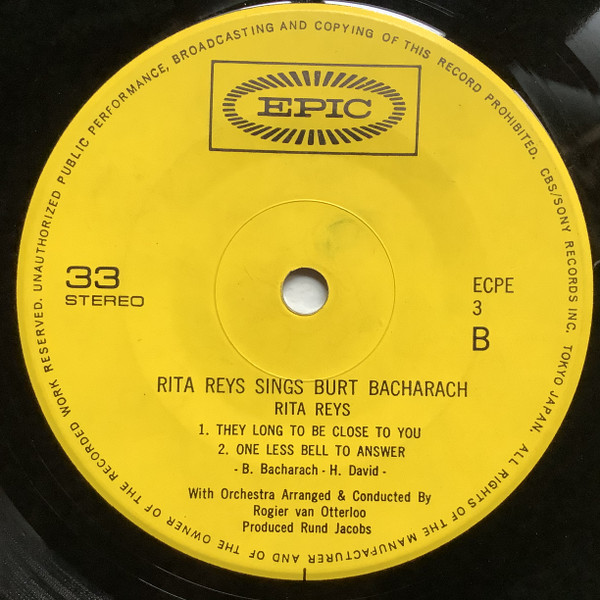 UNAUTHORIZED PUBLIC PERFORMANCE, BROADCASTING AND COPYING OF THIS RECORD PROHIBITED. CBS/SONY RECORDS INC. TOKYO JAPAN. ALL RIGHTS OF THE MANUFACTURER AND OF THE OWNER OF THE RECORDED WORK RESERVED.
EPIC
33
STEREO
ECPE
3
B
RITA REYS SINGS BURT BACHARACH
RITA REYS
1. THEY LONG TO BE CLOSE TO YOU
2. ONE LESS BELL TO ANSWER
- B. Bacharach - H. David -
With Orchestra Arranged & Conducted By
Rogier van Otterloo
Produced Rund Jacobs